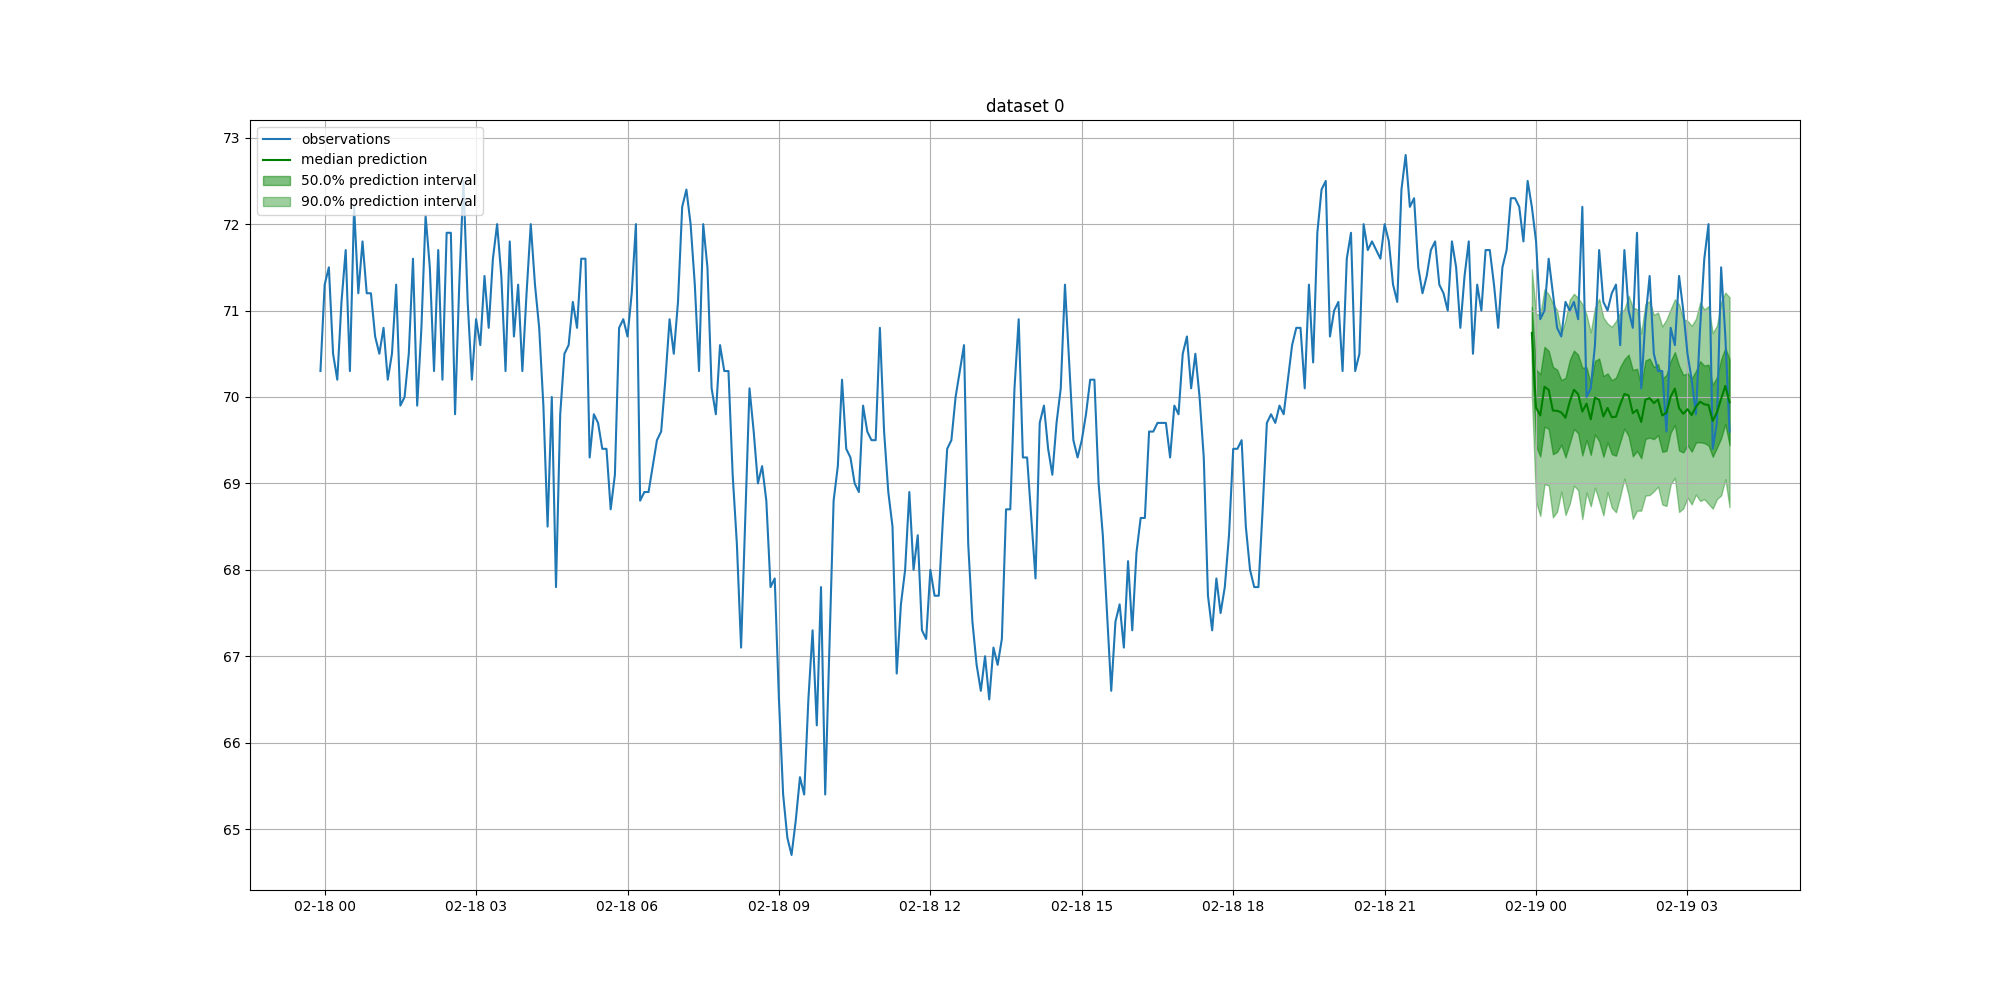 dataset 0
observations
median prediction
50.0% prediction interval
90.0% prediction interval
73
72
71
70
69
68
67
66
65
02-18 00 02-18 03 02-18 06 02-18 09 02-18 12 02-18 15 02-18 18 02-18 21 02-19 00 02-19 03